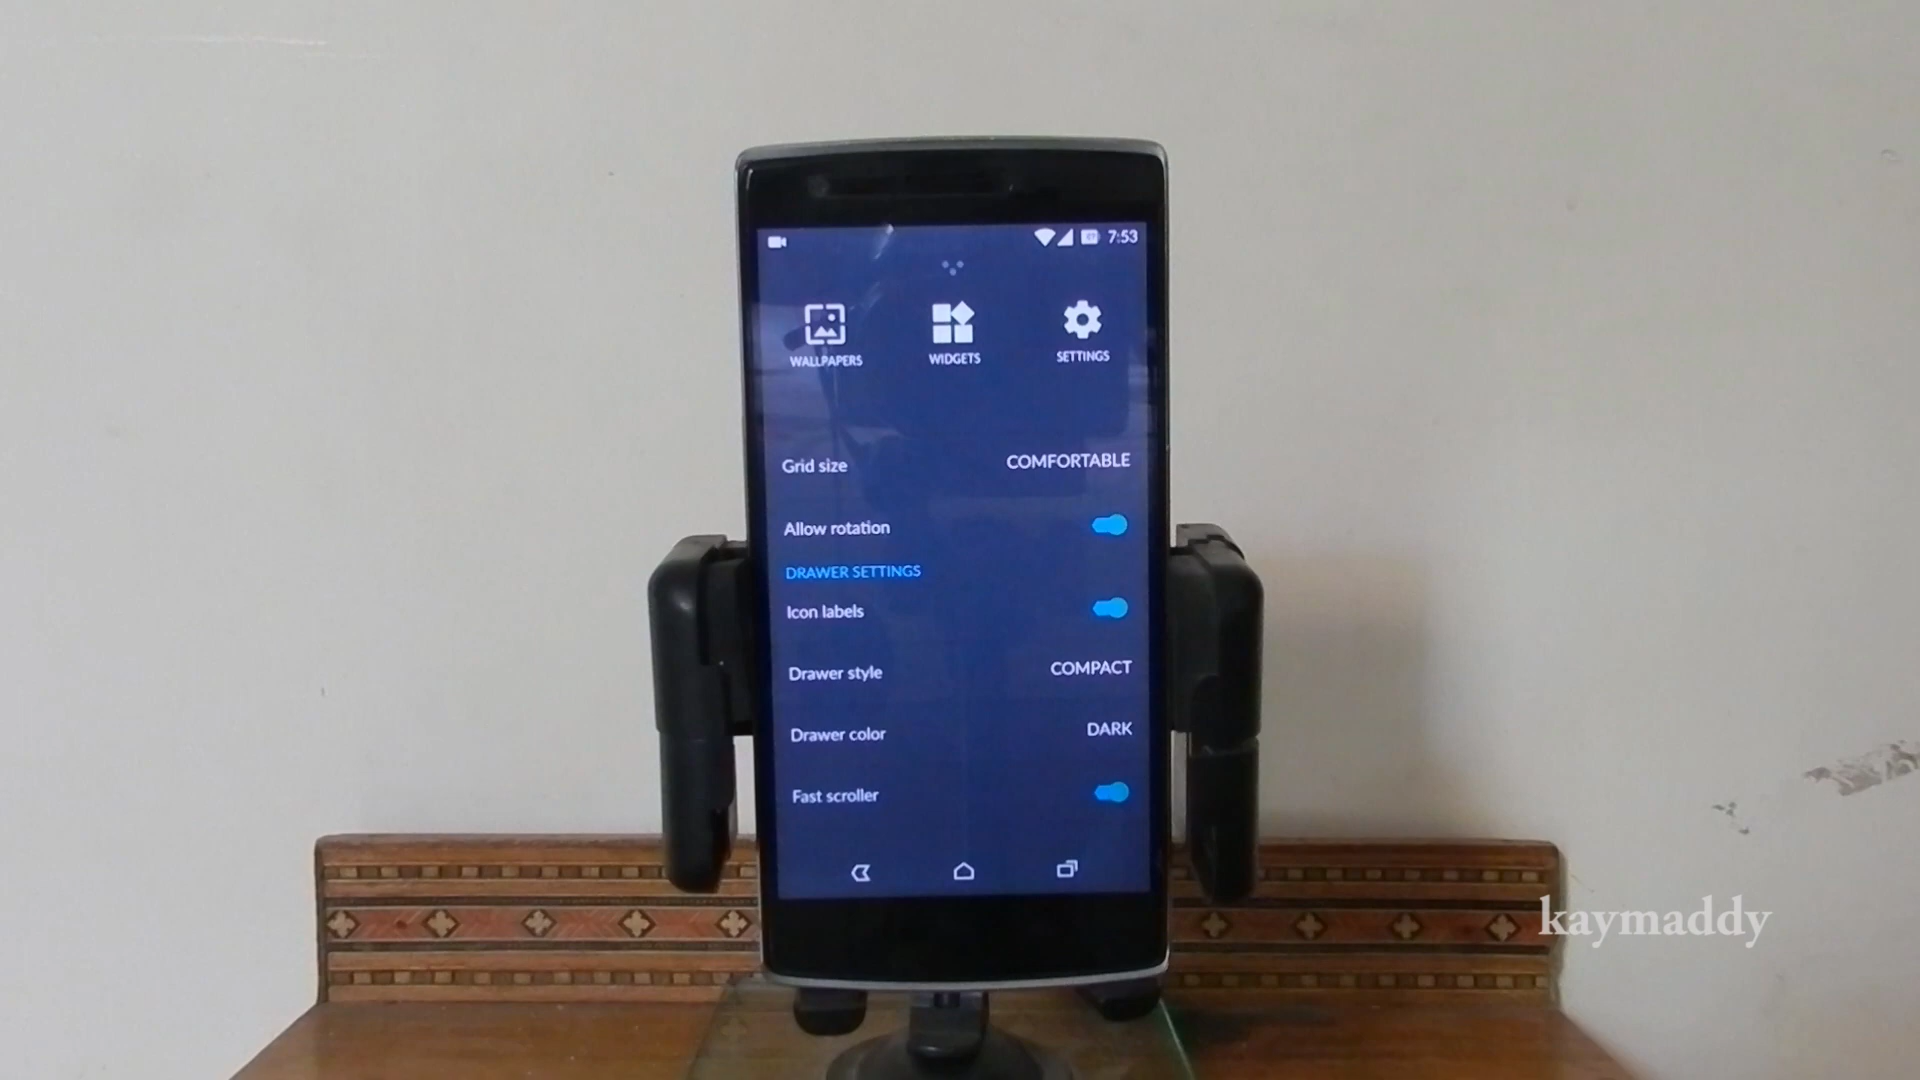 7:53
WALLPAPERS WIDGETS SETTINGS
Grid size COMFORTABLE
Allow rotation
DRAWER SETTINGS
Icon labels
Drawer style COMPACT
Drawer color DARK
Fast scroller
kaymaddy